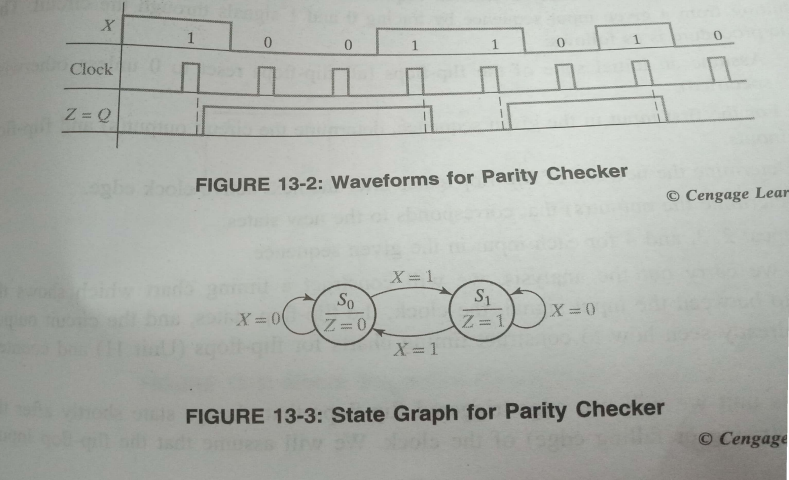 X
1 0 0 1 1 0 1 0
Clock
Z = Q
FIGURE 13-2: Waveforms for Parity Checker
© Cengage Lear
X = 1
X = 0 S0 Z = 0 S1 Z = 1 X = 0
X = 1
FIGURE 13-3: State Graph for Parity Checker
© Cengage